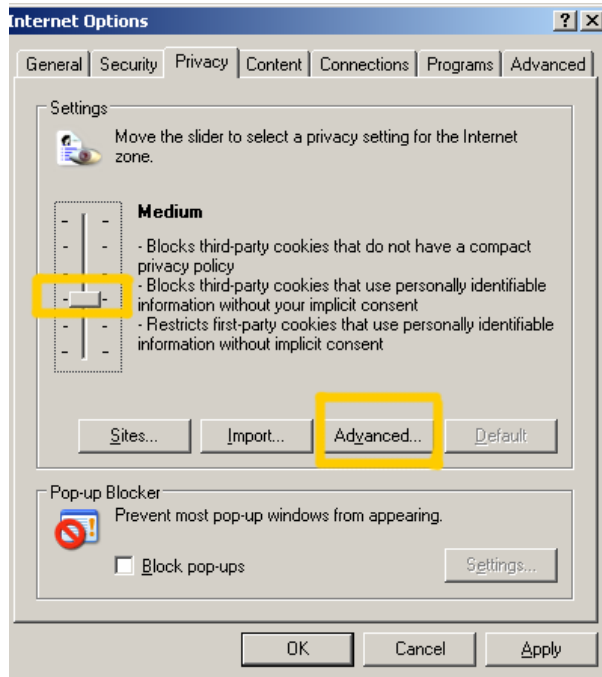 Internet Options
General Security Privacy Content Connections Programs Advanced
Settings
Move the slider to select a privacy setting for the Internet
zone.
Medium
- Blocks third-party cookies that do not have a compact
privacy policy
- Blocks third-party cookies that use personally identifiable
information without your implicit consent
- Restricts first-party cookies that use personally identifiable
information without implicit consent
Sites... Import... Advanced... Default
Pop-up Blocker
Prevent most pop-up windows from appearing.
Block pop-ups Settings...
OK Cancel Apply